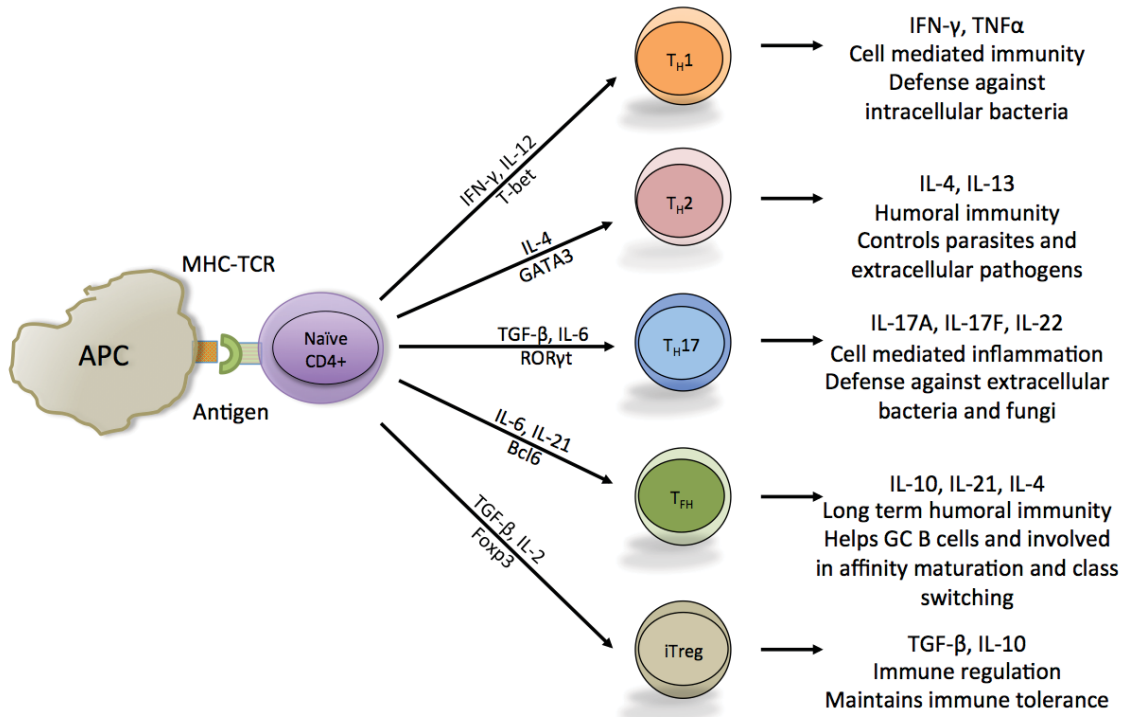 MHC-TCR
APC
Antigen
Naïve
CD4+
IFN-γ, IL-12
T-bet
IL-4
GATA3
TGF-β, IL-6
RORγt
IL-6, IL-21
Bcl6
TGF-β, IL-2
Foxp3
TH1
IFN-γ, TNFα
Cell mediated immunity
Defense against
intracellular bacteria
TH2
IL-4, IL-13
Humoral immunity
Controls parasites and
extracellular pathogens
TH17
IL-17A, IL-17F, IL-22
Cell mediated inflammation
Defense against extracellular
bacteria and fungi
TFH
IL-10, IL-21, IL-4
Long term humoral immunity
Helps GC B cells and involved
in affinity maturation and class
switching
iTreg
TGF-β, IL-10
Immune regulation
Maintains immune tolerance